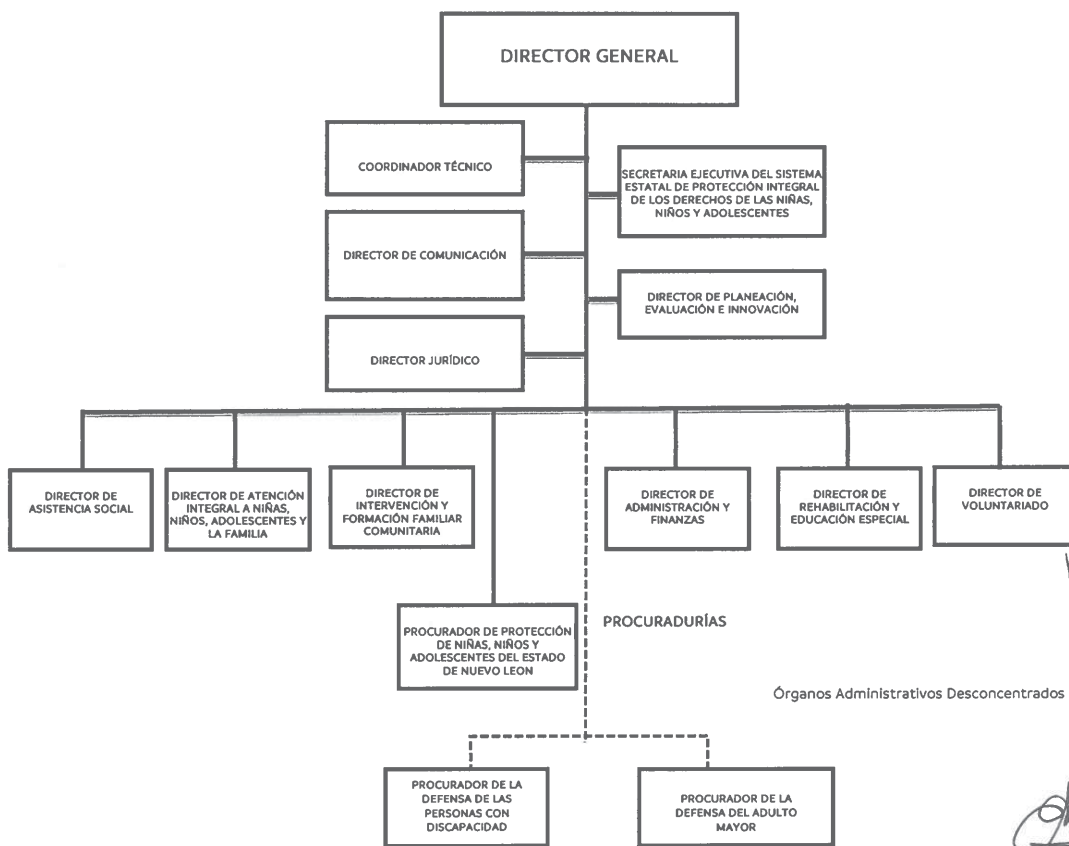 DIRECTOR GENERAL
COORDINADOR TÉCNICO
SECRETARIA EJECUTIVA DEL SISTEMA
ESTATAL DE PROTECCIÓN INTEGRAL
DE LOS DERECHOS DE LAS NIÑAS,
NIÑOS Y ADOLESCENTES
DIRECTOR DE COMUNICACIÓN
DIRECTOR DE PLANEACIÓN,
EVALUACIÓN E INNOVACIÓN
DIRECTOR JURÍDICO
DIRECTOR DE
ASISTENCIA SOCIAL
DIRECTOR DE ATENCIÓN
INTEGRAL A NIÑAS,
NIÑOS, ADOLESCENTES Y
LA FAMILIA
DIRECTOR DE
INTERVENCIÓN Y
FORMACIÓN FAMILIAR
COMUNITARIA
DIRECTOR DE
ADMINISTRACIÓN Y
FINANZAS
DIRECTOR DE
REHABILITACIÓN Y
EDUCACIÓN ESPECIAL
DIRECTOR DE
VOLUNTARIADO
PROCURADOR DE PROTECCIÓN
DE NIÑAS, NIÑOS Y
ADOLESCENTES DEL ESTADO
DE NUEVO LEON
PROCURADURÍAS
Órganos Administrativos Desconcentrados
PROCURADOR DE LA
DEFENSA DE LAS
PERSONAS CON
DISCAPACIDAD
PROCURADOR DE LA
DEFENSA DEL ADULTO
MAYOR